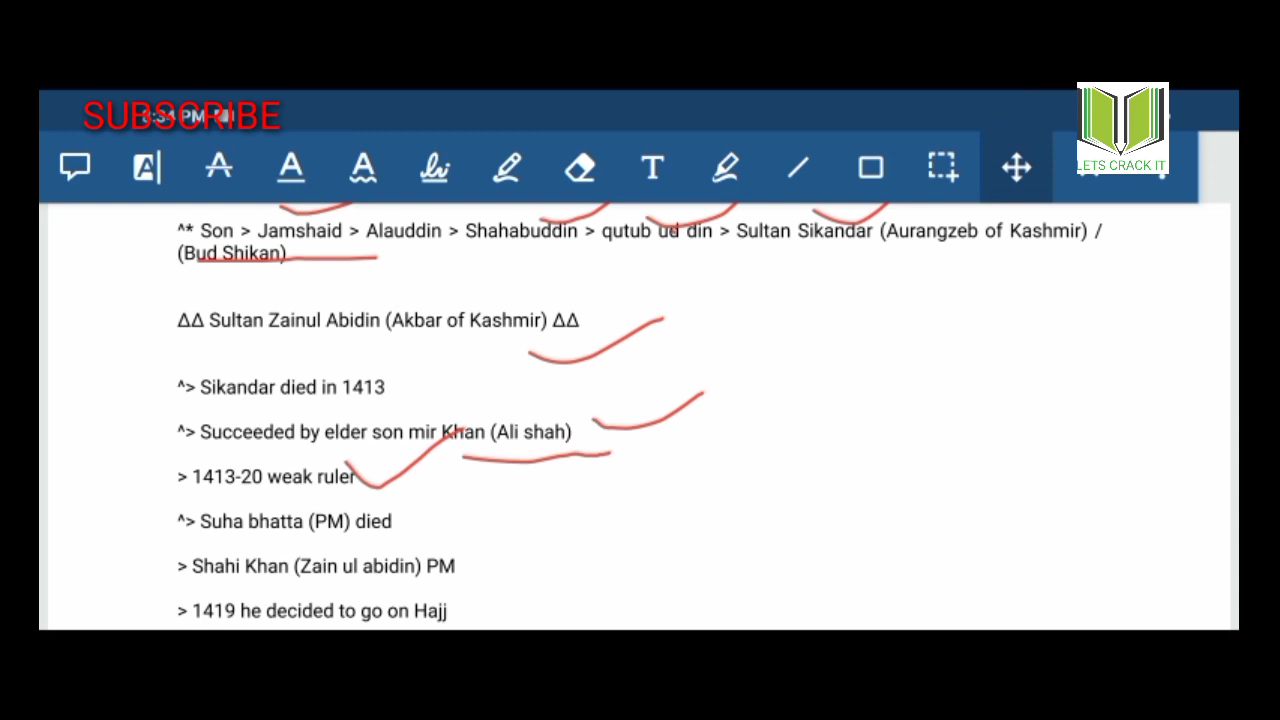 SUBSCRIBE
LETS CRACK IT
^* Son > Jamshaid > Alauddin > Shahabuddin > qutub ud din > Sultan Sikandar (Aurangzeb of Kashmir) /
(Bud Shikan)
ΔΔ Sultan Zainul Abidin (Akbar of Kashmir) ΔΔ
^> Sikandar died in 1413
^> Succeeded by elder son mir Khan (Ali shah)
> 1413-20 weak ruler
^> Suha bhatta (PM) died
> Shahi Khan (Zain ul abidin) PM
> 1419 he decided to go on Hajj